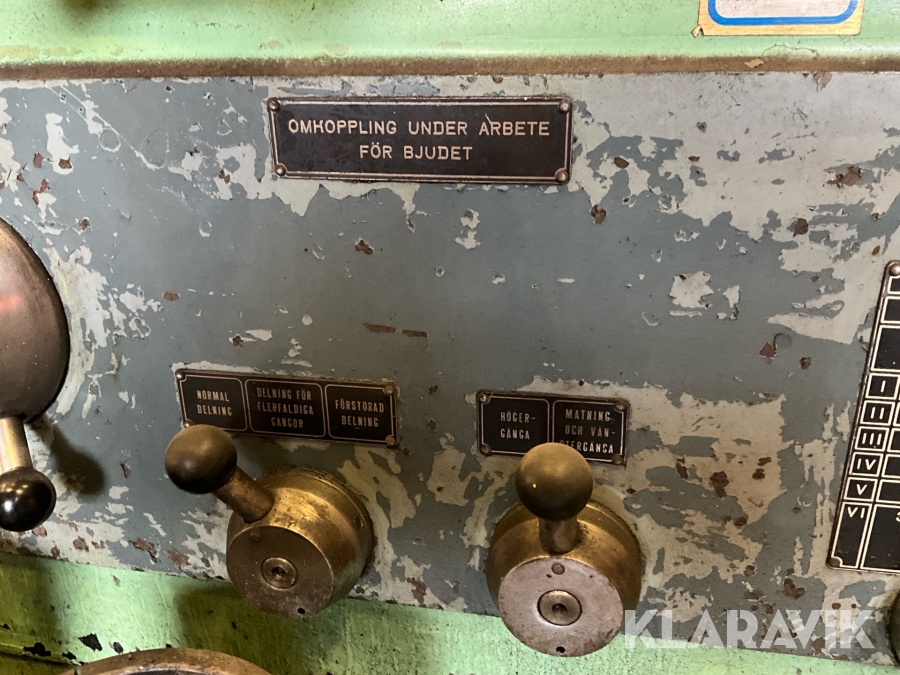 OMKOPPLING UNDER ARBETE
FÖR BJUDET
NORMAL
DELNING
DELNING FÖR
FLERFALDIGA
GÄNGOR
FÖRSTORAD
DELNING
HÖGER-
GÄNGA
MATNING
OCH VÄN-
STERGÄNGA
I
II
III
IV
V
VI
KLARAVIK